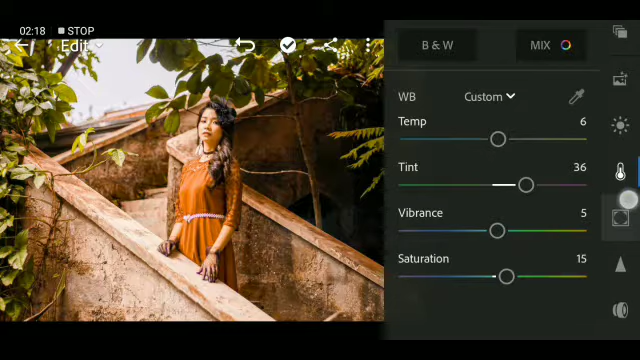 02:18 STOP
Edit
B & W MIX
WB Custom
Temp 6
Tint 36
Vibrance 5
Saturation 15